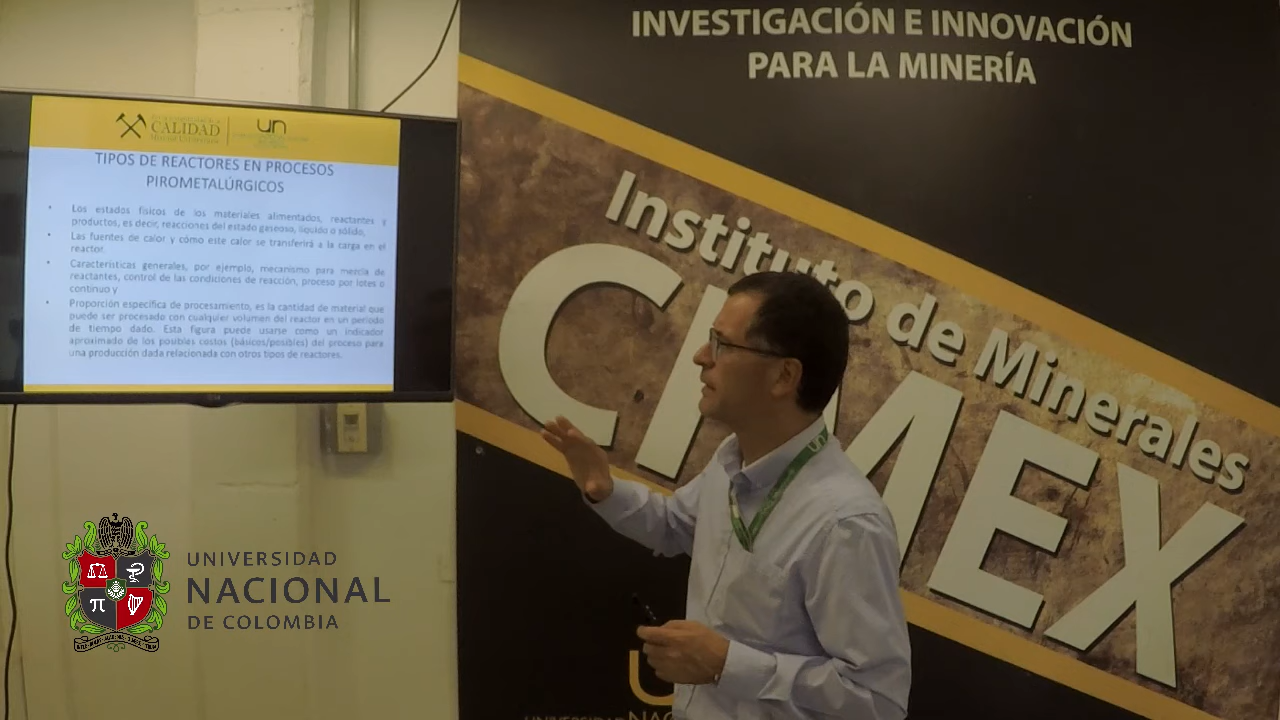 INVESTIGACIÓN E INNOVACIÓN
PARA LA MINERÍA
Instituto de Minerales
CIMEX
CALIDAD
un
TIPOS DE REACTORES EN PROCESOS
PIROMETALÚRGICOS
• Los estados físicos de los materiales alimentados, reactantes y
productos, es decir, reacciones del estado gaseoso, líquido o sólido,
• Las fuentes de calor y cómo este calor se transferirá a la carga en el
reactor.
• Características generales, por ejemplo, mecanismo para mezcla de
reactantes, control de las condiciones de reacción, proceso por lotes o
continuo y
• Proporción específica de procesamiento, es la cantidad de material que
puede ser procesado con cualquier volumen del reactor en un período
de tiempo dado. Esta figura puede usarse como un indicador
aproximado de los posibles costos (básicos/posibles) del proceso para
una producción dada relacionada con otros tipos de reactores.
UNIVERSIDAD
NACIONAL
DE COLOMBIA
un